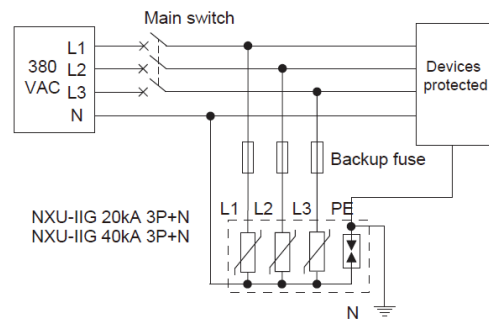 Main switch
380
VAC
L1
L2
L3
N
Devices
protected
Backup fuse
L1 L2 L3 PE
NXU-IIG 20kA 3P+N
NXU-IIG 40kA 3P+N
N